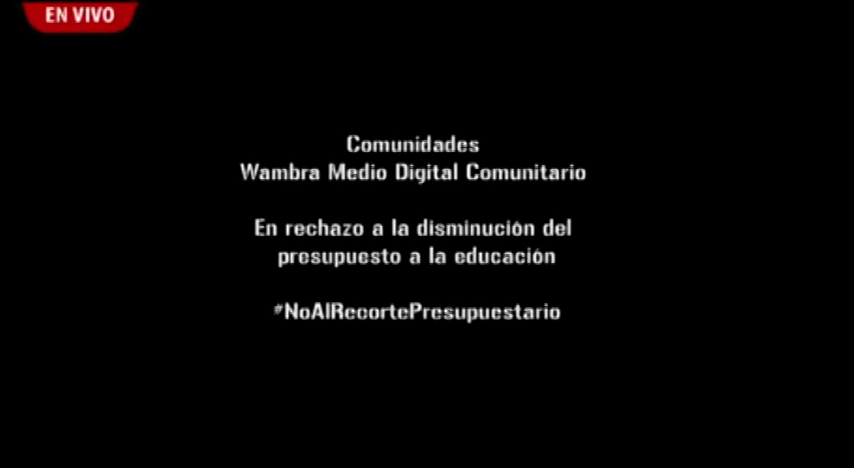 EN VIVO
Comunidades
Wambra Medio Digital Comunitario
En rechazo a la disminución del
presupuesto a la educación
#NoAlRecortePresupuestario